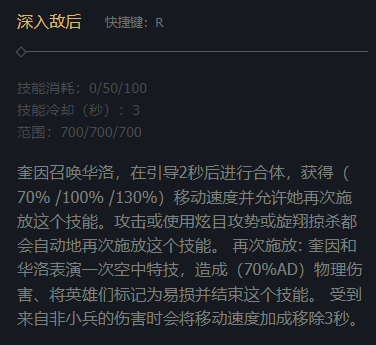 深入敌后 快捷键：R
技能消耗：0/50/100
技能冷却（秒）：3
范围：700/700/700
奎因召唤华洛，在引导2秒后进行合体，获得（
70% /100% /130%）移动速度并允许她再次施
放这个技能。攻击或使用炫目攻势或旋翔掠杀都
会自动地再次施放这个技能。 再次施放: 奎因和
华洛表演一次空中特技，造成（70%AD）物理伤
害、将英雄们标记为易损并结束这个技能。 受到
来自非小兵的伤害时会将移动速度加成移除3秒。